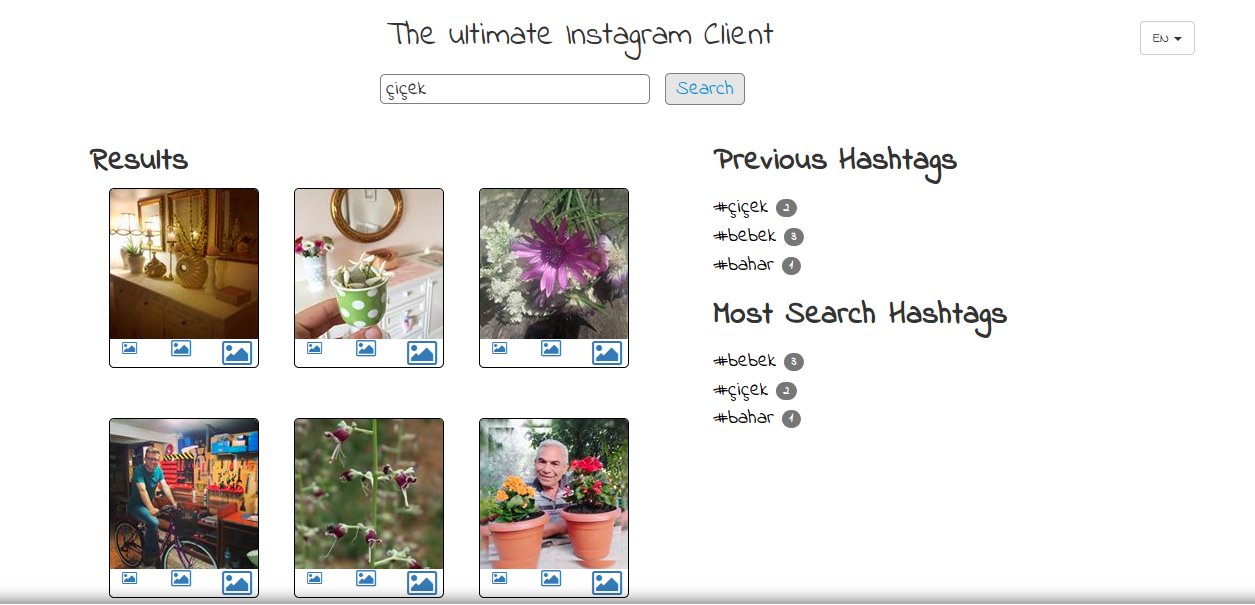 The ultimate Instagram Client
EN
çiçek
Search
Results
Previous Hashtags
#çiçek 2
#bebek 3
#bahar 1
Most Search Hashtags
#bebek 3
#çiçek 2
#bahar 1